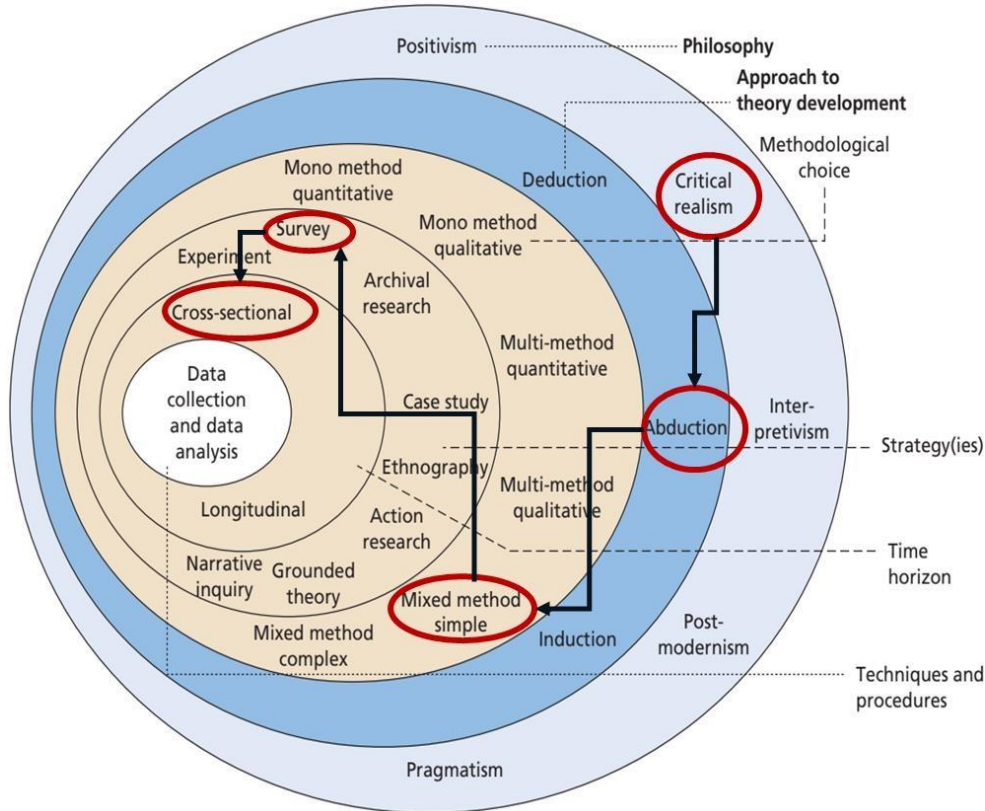 Positivism
Philosophy
Approach to
theory development
Methodological
choice
Mono method
quantitative
Deduction
Critical
realism
Survey
Mono method
qualitative
Experiment
Archival
research
Cross-sectional
Multi-method
quantitative
Data
collection
and data
analysis
Case study
Abduction
Inter-
pretivism
Strategy(ies)
Ethnography
Multi-method
qualitative
Longitudinal
Action
research
Time
horizon
Narrative
inquiry
Grounded
theory
Mixed method
simple
Mixed method
complex
Induction
Post-
modernism
Techniques and
procedures
Pragmatism